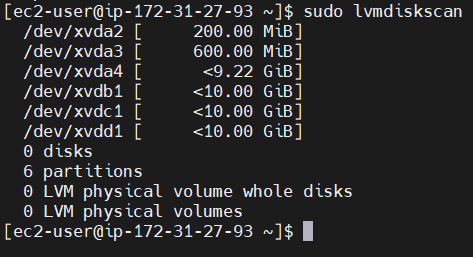 [ec2-user@ip-172-31-27-93 ~]$ sudo lvmdiskscan
  /dev/xvda2 [     200.00 MiB]
  /dev/xvda3 [     600.00 MiB]
  /dev/xvda4 [      <9.22 GiB]
  /dev/xvdb1 [     <10.00 GiB]
  /dev/xvdc1 [     <10.00 GiB]
  /dev/xvdd1 [     <10.00 GiB]
  0 disks
  6 partitions
  0 LVM physical volume whole disks
  0 LVM physical volumes
[ec2-user@ip-172-31-27-93 ~]$